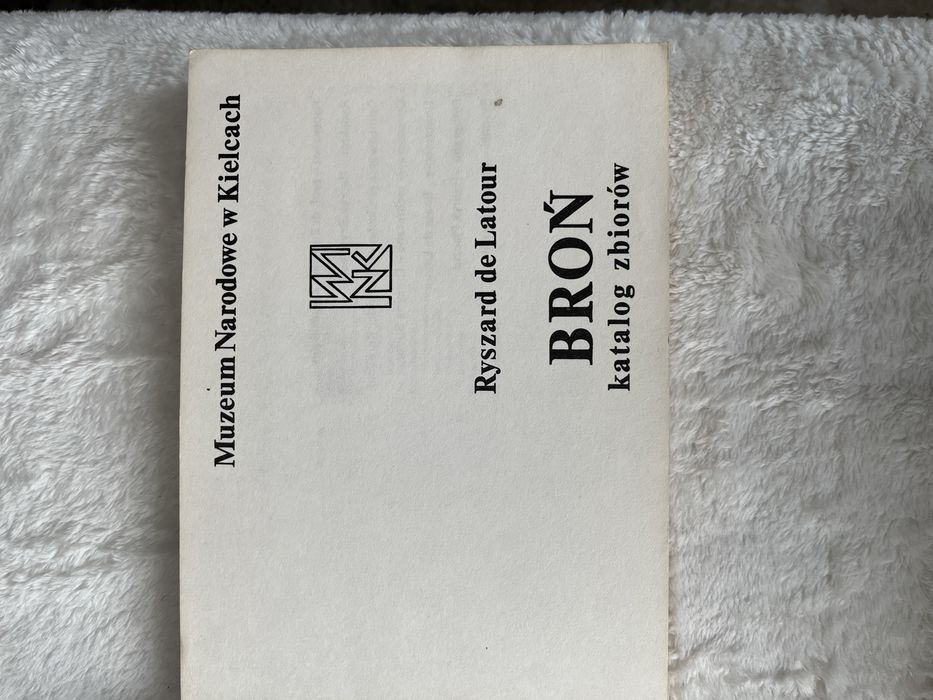 Muzeum Narodowe w Kielcach
Ryszard de Latour
BROŃ
katalog zbiorów